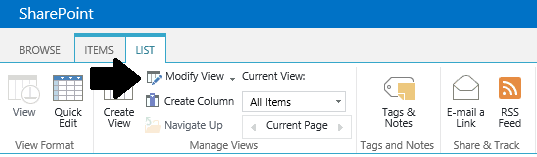 SharePoint
BROWSE ITEMS LIST
View
Quick Edit
Create View
Modify View
Create Column
Navigate Up
Current View:
All Items
Current Page
Tags & Notes
E-mail a Link
RSS Feed
View Format
Manage Views
Tags and Notes
Share & Track